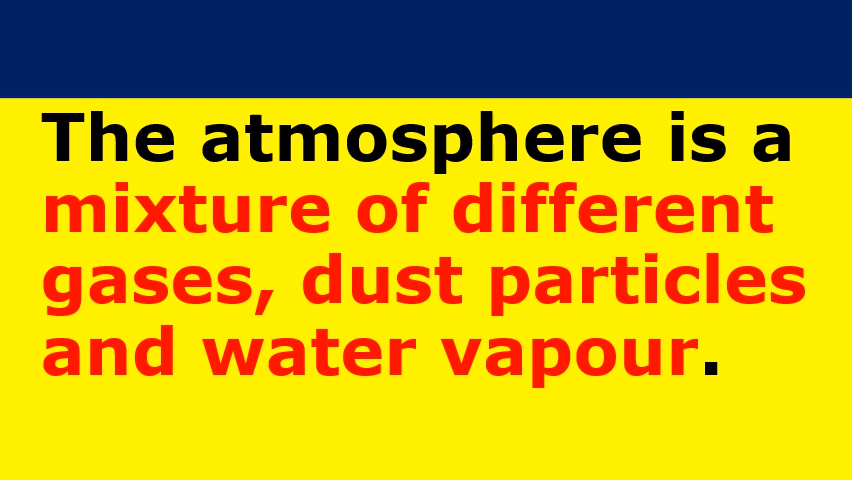 The atmosphere is a
mixture of different
gases, dust particles
and water vapour.